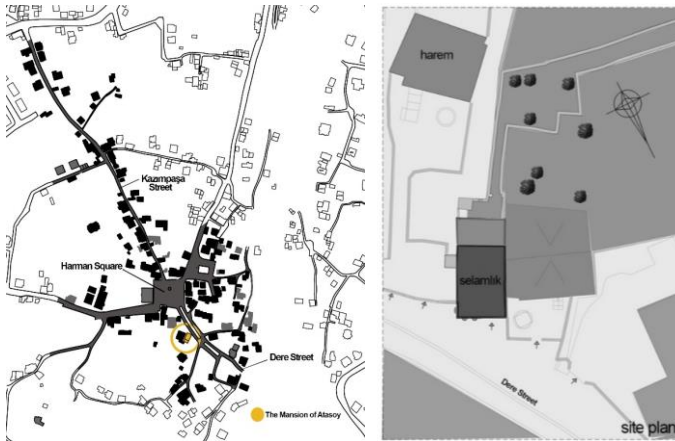 Kazımpaşa
Street
Harman Square
Dere Street
The Mansion of Atasoy
harem
selamlık
Dere Street
site plan